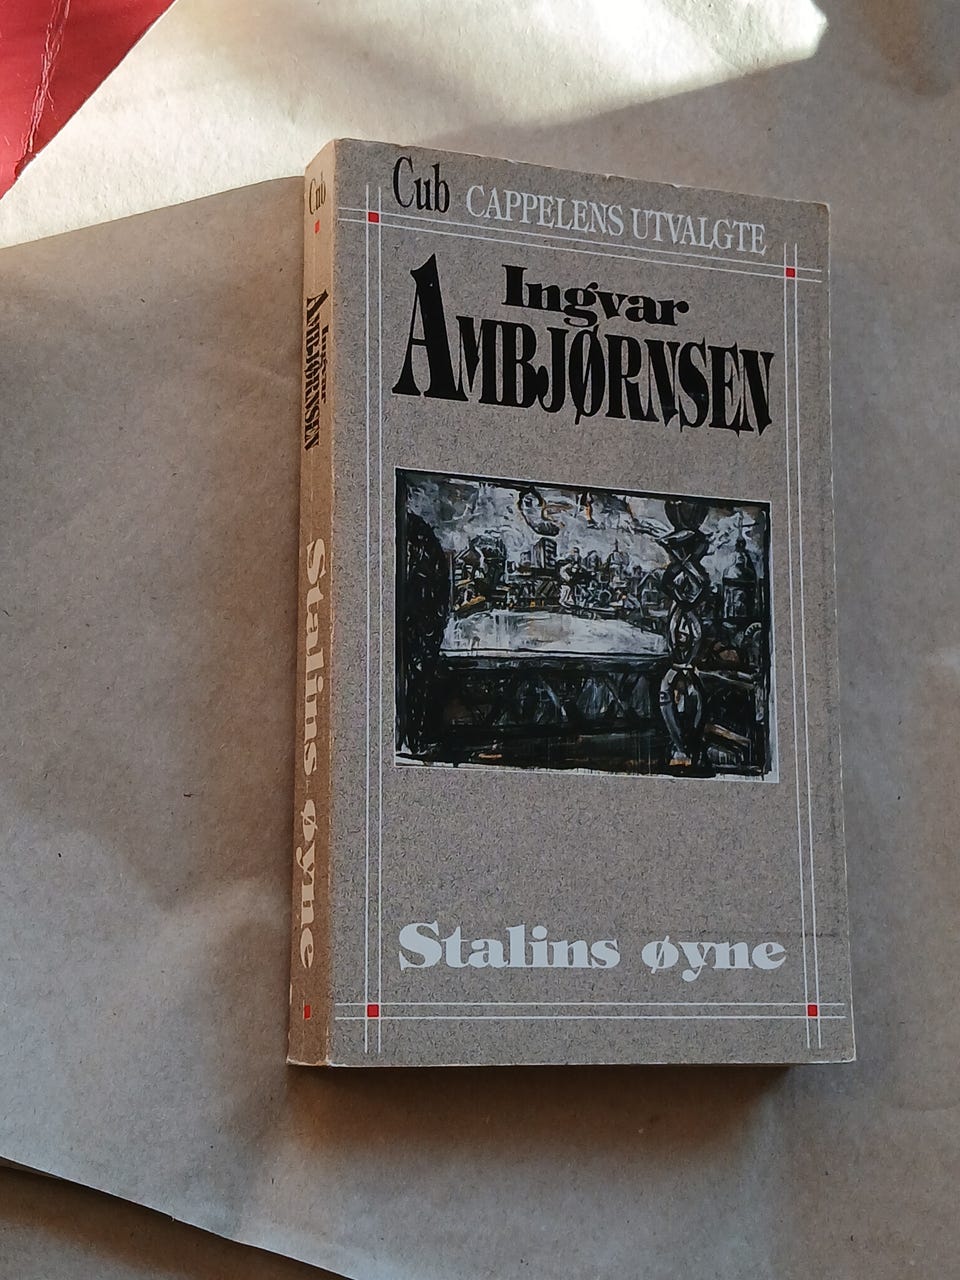 Cub CAPPELENS UTVALGTE
Ingvar
AMBJØRNSEN
Stalins øyne
Cub
Ingvar
AMBJØRNSEN
Stalins øyne